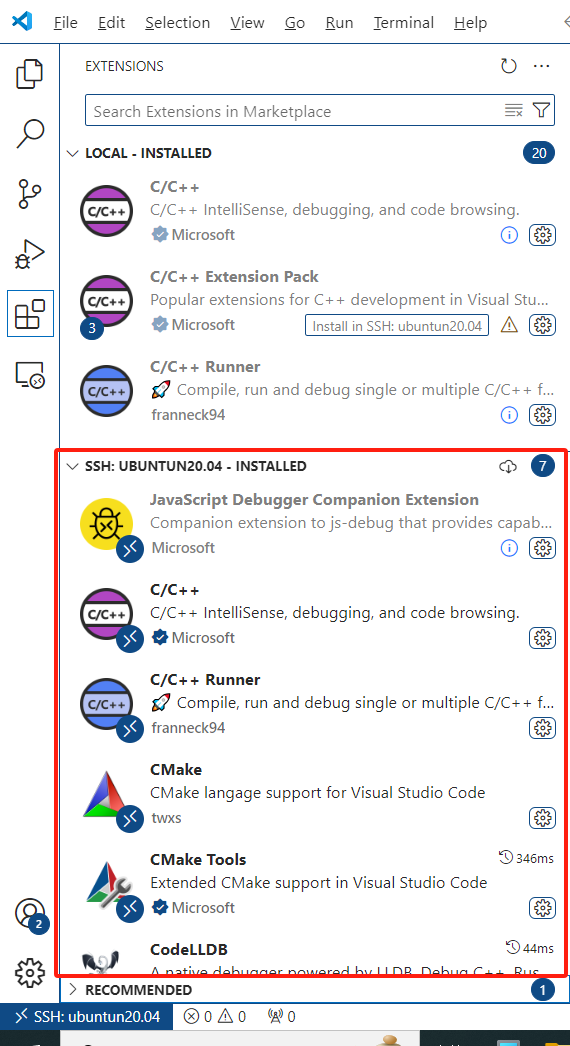 File Edit Selection View Go Run Terminal Help
EXTENSIONS
Search Extensions in Marketplace
LOCAL - INSTALLED 20
C/C++
C/C++ IntelliSense, debugging, and code browsing.
C/C++
Microsoft
C/C++ Extension Pack
Popular extensions for C++ development in Visual Stu...
C/C++
3
Microsoft
Install in SSH: ubuntun20.04
C/C++ Runner
Compile, run and debug single or multiple C/C++ f...
C/C++
franneck94
SSH: UBUNTUN20.04 - INSTALLED 7
JavaScript Debugger Companion Extension
Companion extension to js-debug that provides capab...
Microsoft
C/C++
C/C++ IntelliSense, debugging, and code browsing.
C/C++
Microsoft
C/C++ Runner
Compile, run and debug single or multiple C/C++ f...
C/C++
franneck94
CMake
CMake langage support for Visual Studio Code
twxs
CMake Tools 346ms
Extended CMake support in Visual Studio Code
Microsoft
2
CodeLLDB 44ms
A native debugger powered by LLDB. Debug C++, Rus
RECOMMENDED 1
SSH: ubuntun20.04 0 0 0